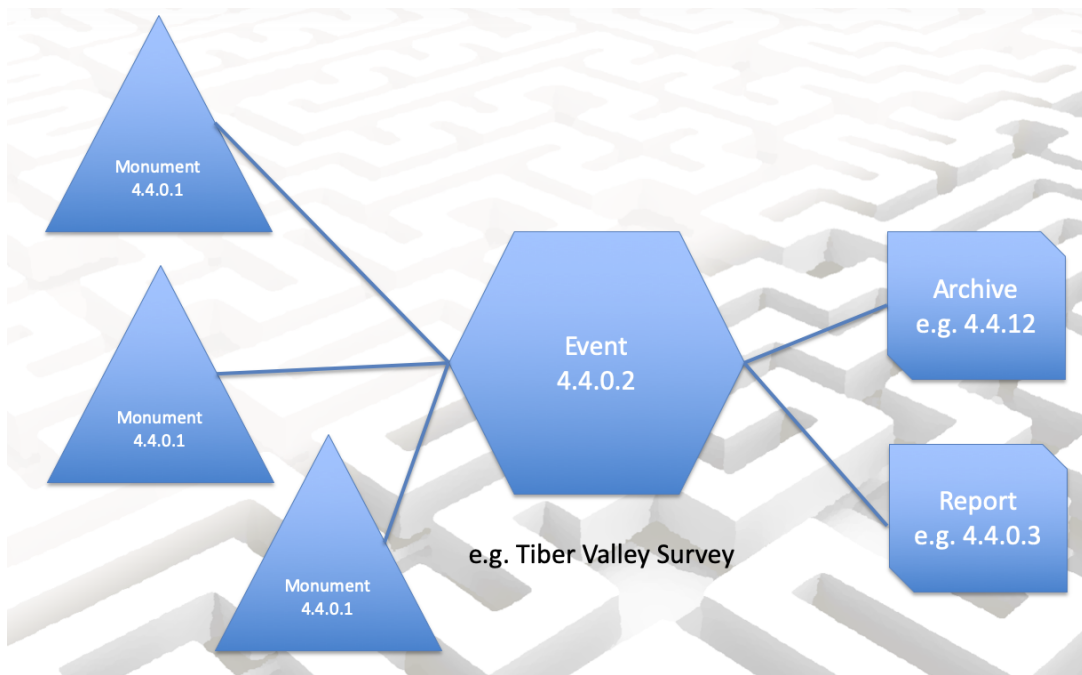 Monument
4.4.0.1
Monument
4.4.0.1
Monument
4.4.0.1
Event
4.4.0.2
e.g. Tiber Valley Survey
Archive
e.g. 4.4.12
Report
e.g. 4.4.0.3